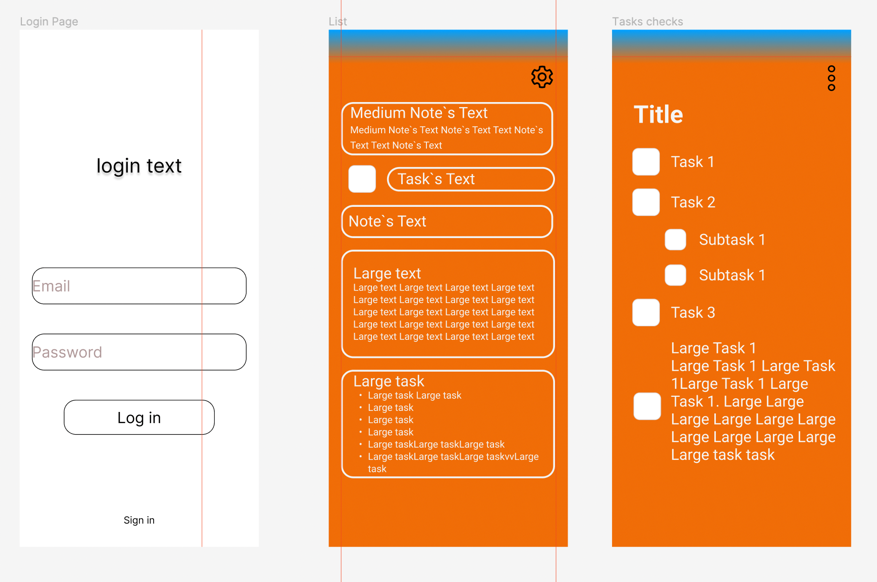 Login Page
login text
Email
Password
Log in
Sign in
List
Medium Note`s Text
Medium Note`s Text Note`s Text Text Note`s
Text Text Note`s Text
Task`s Text
Note`s Text
Large text
Large text Large text Large text Large text
Large text Large text Large text Large text
Large text Large text Large text Large text
Large text Large text Large text Large text
Large text Large text Large text Large text
Large task
• Large task Large task
• Large task
• Large task
• Large task
• Large taskLarge taskLarge task
• Large taskLarge taskLarge taskvvLarge
task
Tasks checks
Title
Task 1
Task 2
Subtask 1
Subtask 1
Task 3
Large Task 1
Large Task 1 Large Task
1Large Task 1 Large
Task 1. Large Large
Large Large Large Large
Large Large Large Large
Large task task